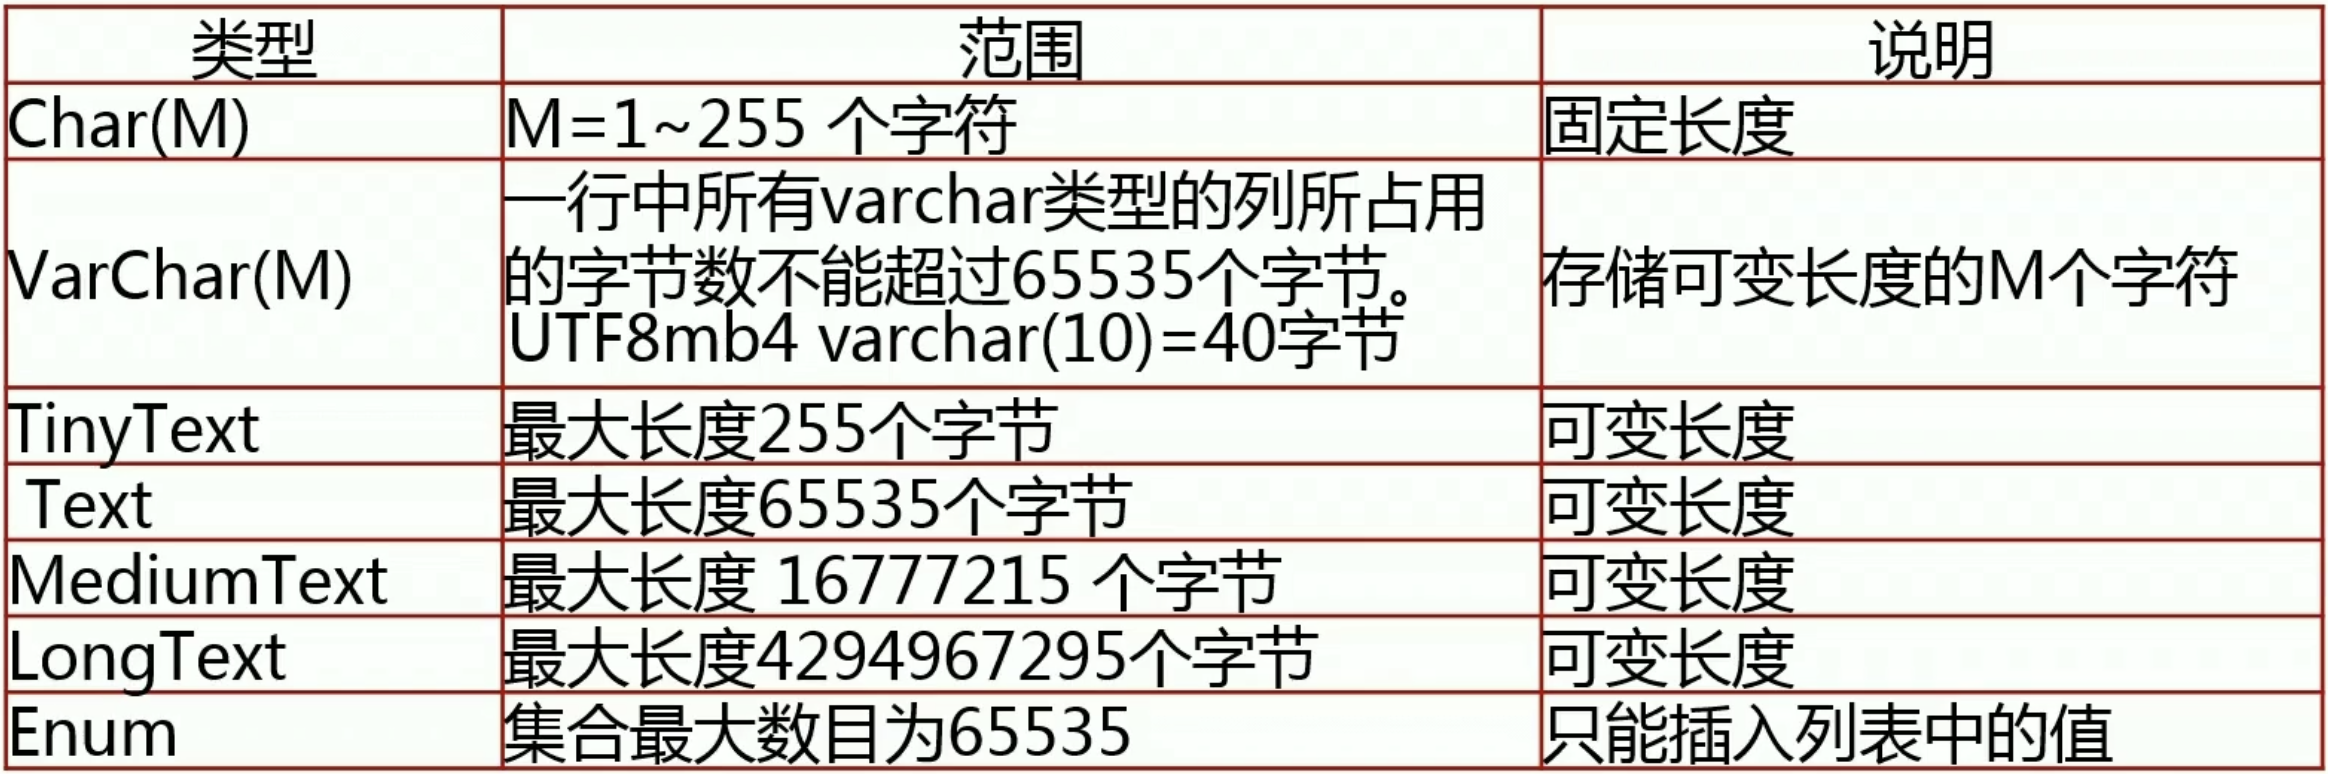 类型 范围 说明
Char(M) M=1~255 个字符 固定长度
一行中所有varchar类型的列所占用
的字节数不能超过65535个字节。
UTF8mb4 varchar(10)=40字节
VarChar(M) 存储可变长度的M个字符
TinyText 最大长度255个字节 可变长度
Text 最大长度65535个字节 可变长度
MediumText 最大长度 16777215 个字节 可变长度
LongText 最大长度4294967295个字节 可变长度
Enum 集合最大数目为65535 只能插入列表中的值